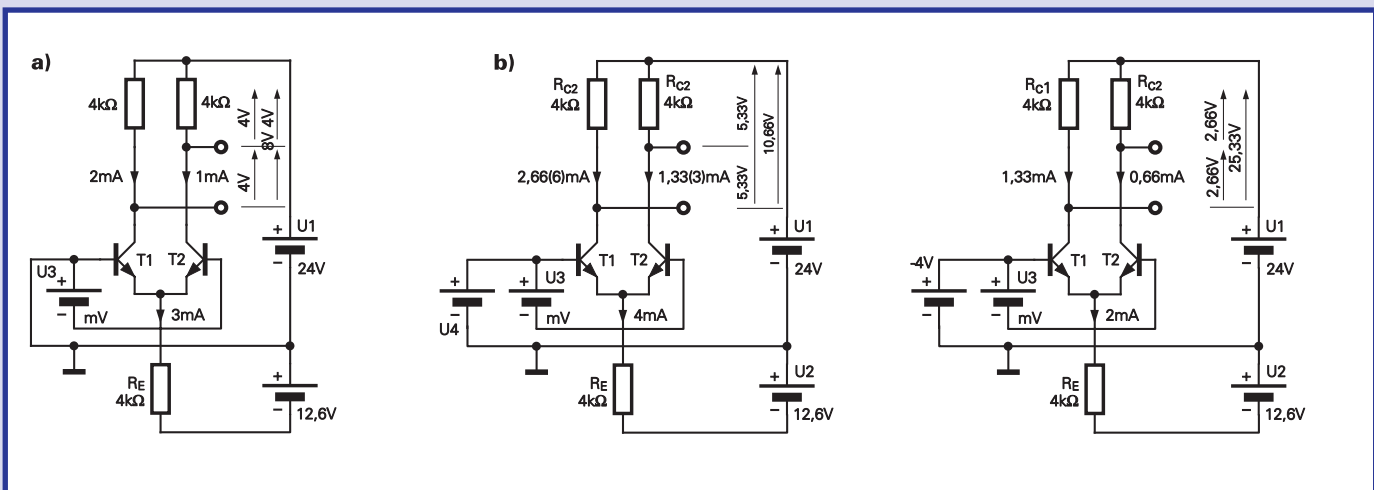 a)
4kΩ
4kΩ
4V
8V 4V
4V
2mA
1mA
U1
+
−
24V
T1
T2
U3
+
−
mV
3mA
RE
4kΩ
+
−
12,6V
b)
RC2
4kΩ
RC2
4kΩ
5,33V
10,66V
5,33V
2,66(6)mA
1,33(3)mA
U1
+
−
24V
T1
T2
U3
+
+
−
−
mV
U4
4mA
RE
4kΩ
U2
+
−
12,6V
RC1
4kΩ
RC2
4kΩ
2,66V
25,33V
2,66V
1,33mA
0,66mA
U1
+
−
24V
T1
T2
-4V
U3
+
+
−
−
mV
2mA
RE
4kΩ
U2
+
−
12,6V